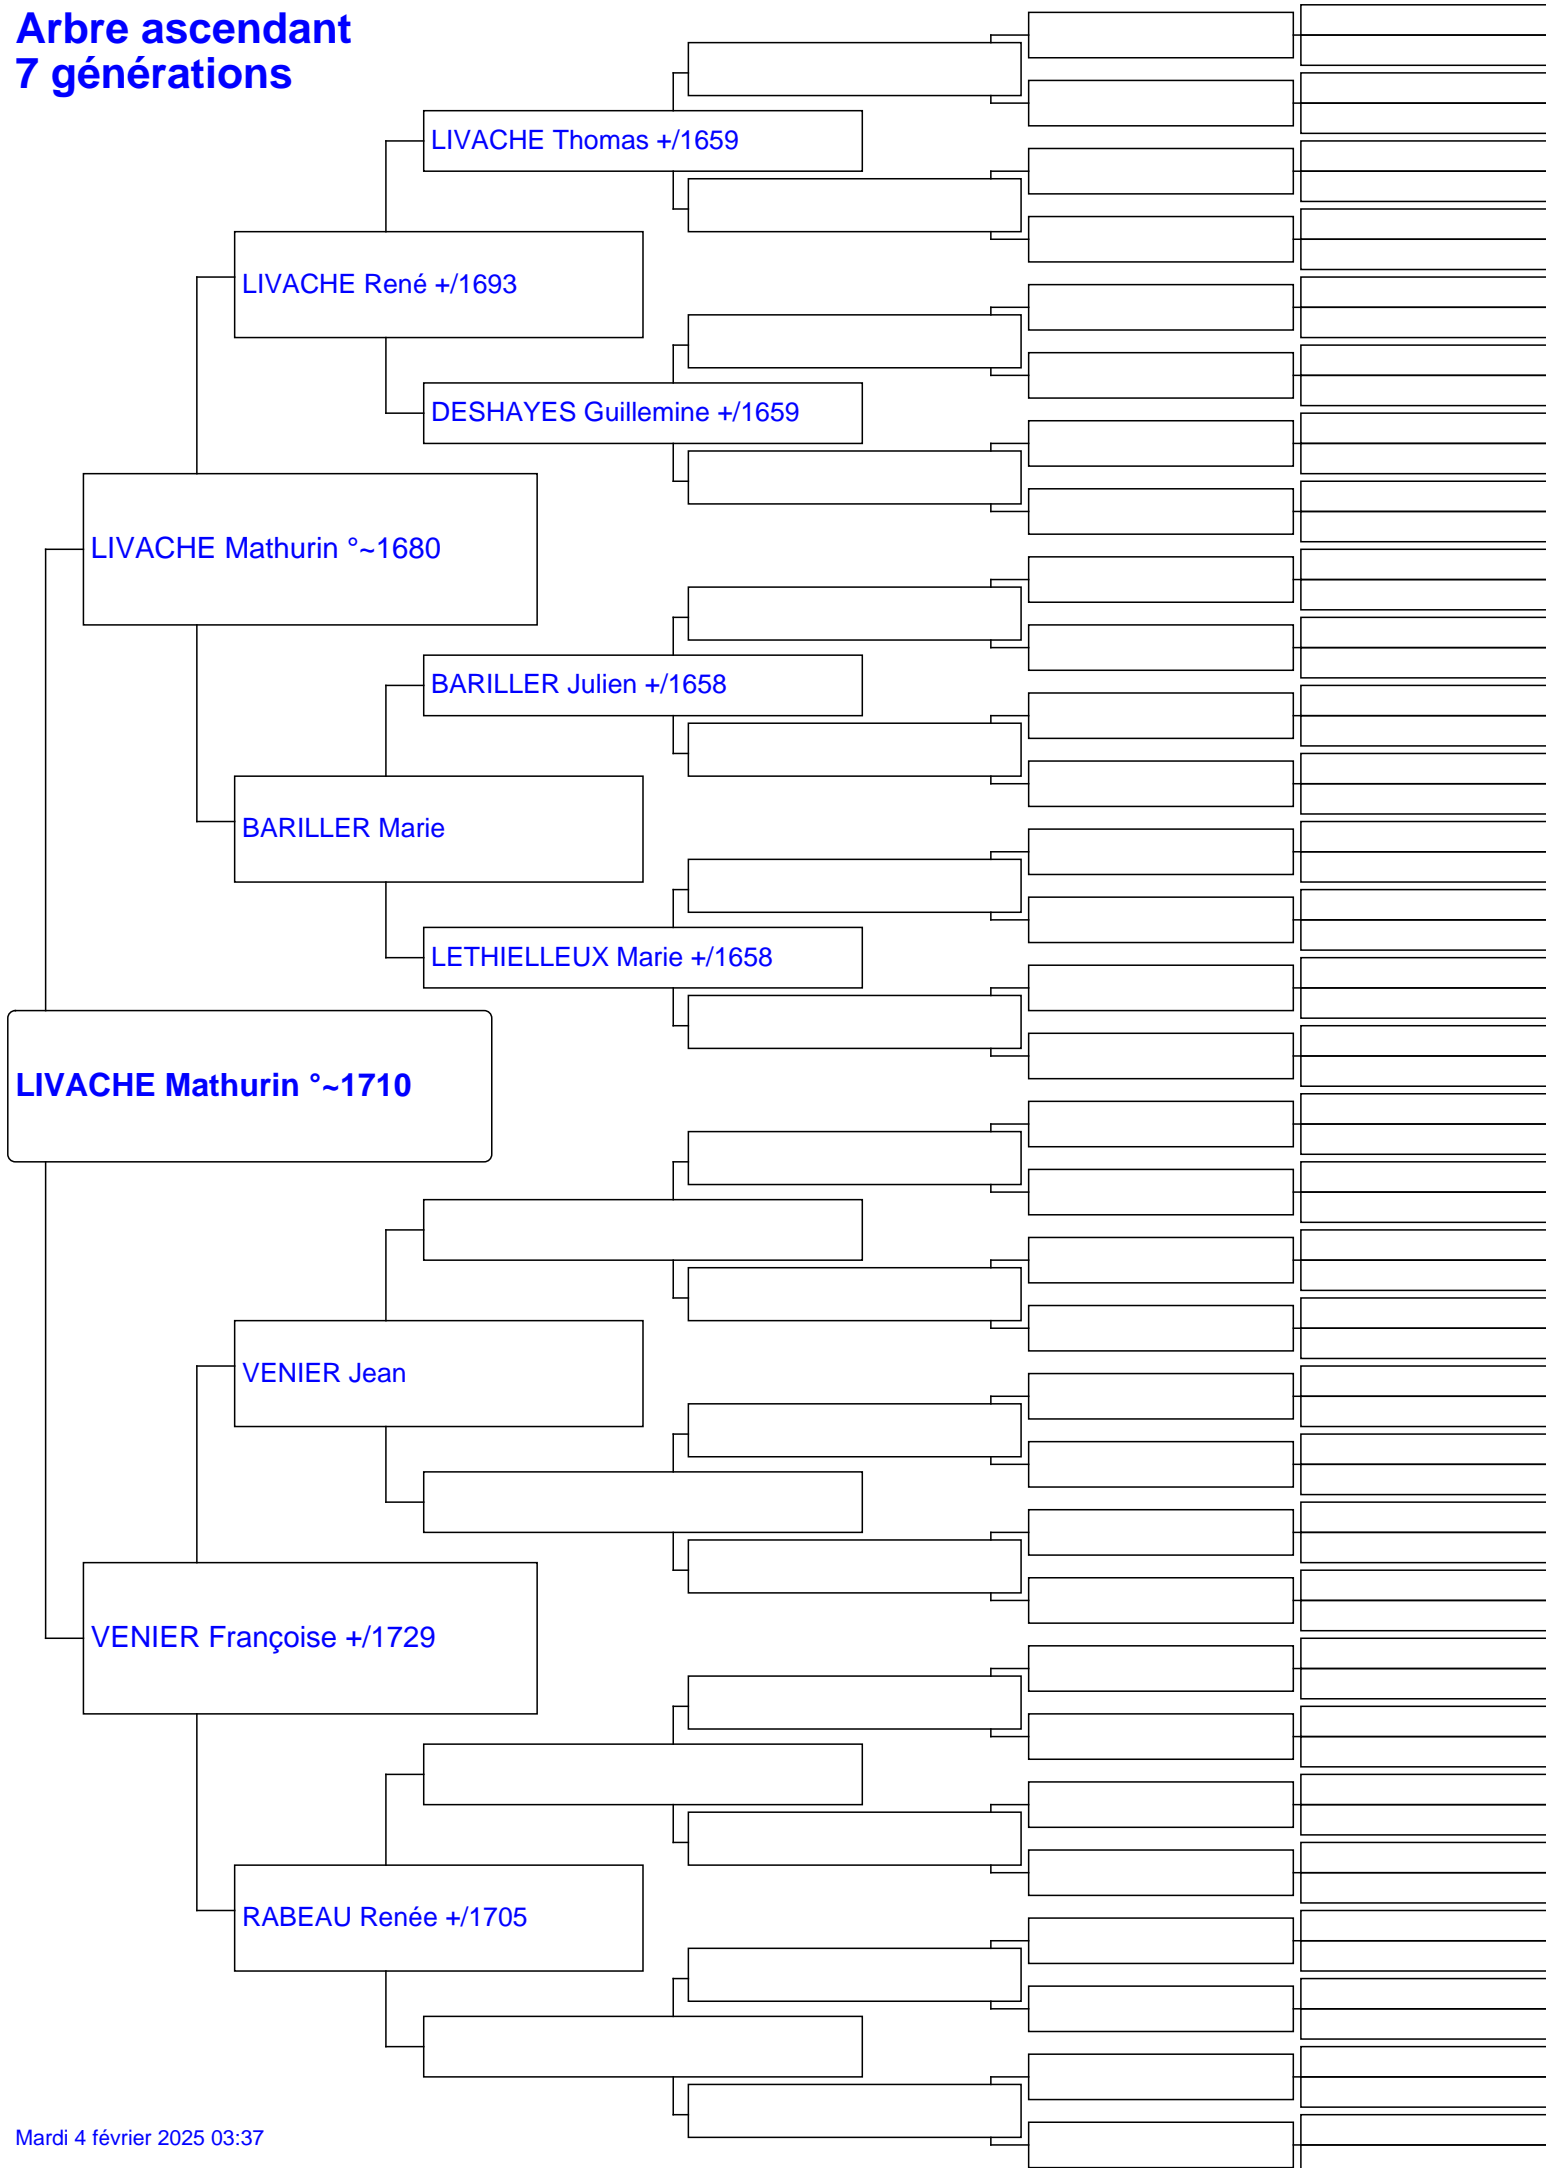 Arbre ascendant
7 générations
LIVACHE Thomas +/1659
LIVACHE René +/1693
DESHAYES Guillemine +/1659
LIVACHE Mathurin °~1680
BARILLER Julien +/1658
BARILLER Marie
LETHIELLEUX Marie +/1658
LIVACHE Mathurin °~1710
VENIER Jean
VENIER Françoise +/1729
RABEAU Renée +/1705
Mardi 4 février 2025 03:37